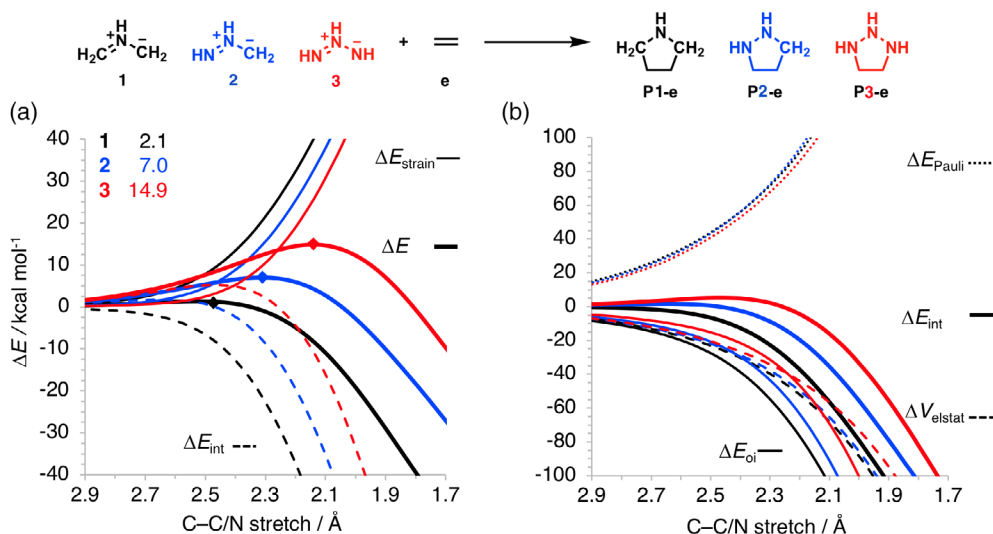 H H H H H H
+ N − + N − + N −
H2C CH2 HN CH2 HN NH + H2C N CH2 HN N CH2 HN N NH
1 2 3 e P1-e P2-e P3-e
(a) (b)
1 2.1
2 7.0
3 14.9
ΔEstrain
ΔE
ΔEint
ΔE / kcal mol-1
40
30
20
10
0
-10
-20
-30
-40
2.9 2.7 2.5 2.3 2.1 1.9 1.7
C–C/N stretch / Å
ΔEPauli
ΔEint
ΔVelstat
ΔEoi
100
80
60
40
20
0
-20
-40
-60
-80
-100
2.9 2.7 2.5 2.3 2.1 1.9 1.7
C–C/N stretch / Å